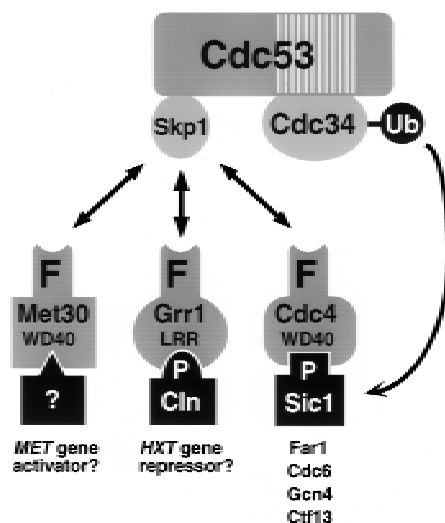 Cdc53
Skp1
Cdc34
Ub
F
F
F
Met30
WD40
Grr1
LRR
Cdc4
WD40
?
P
Cln
P
Sic1
MET gene
activator?
HXT gene
repressor?
Far1
Cdc6
Gcn4
Ctf13